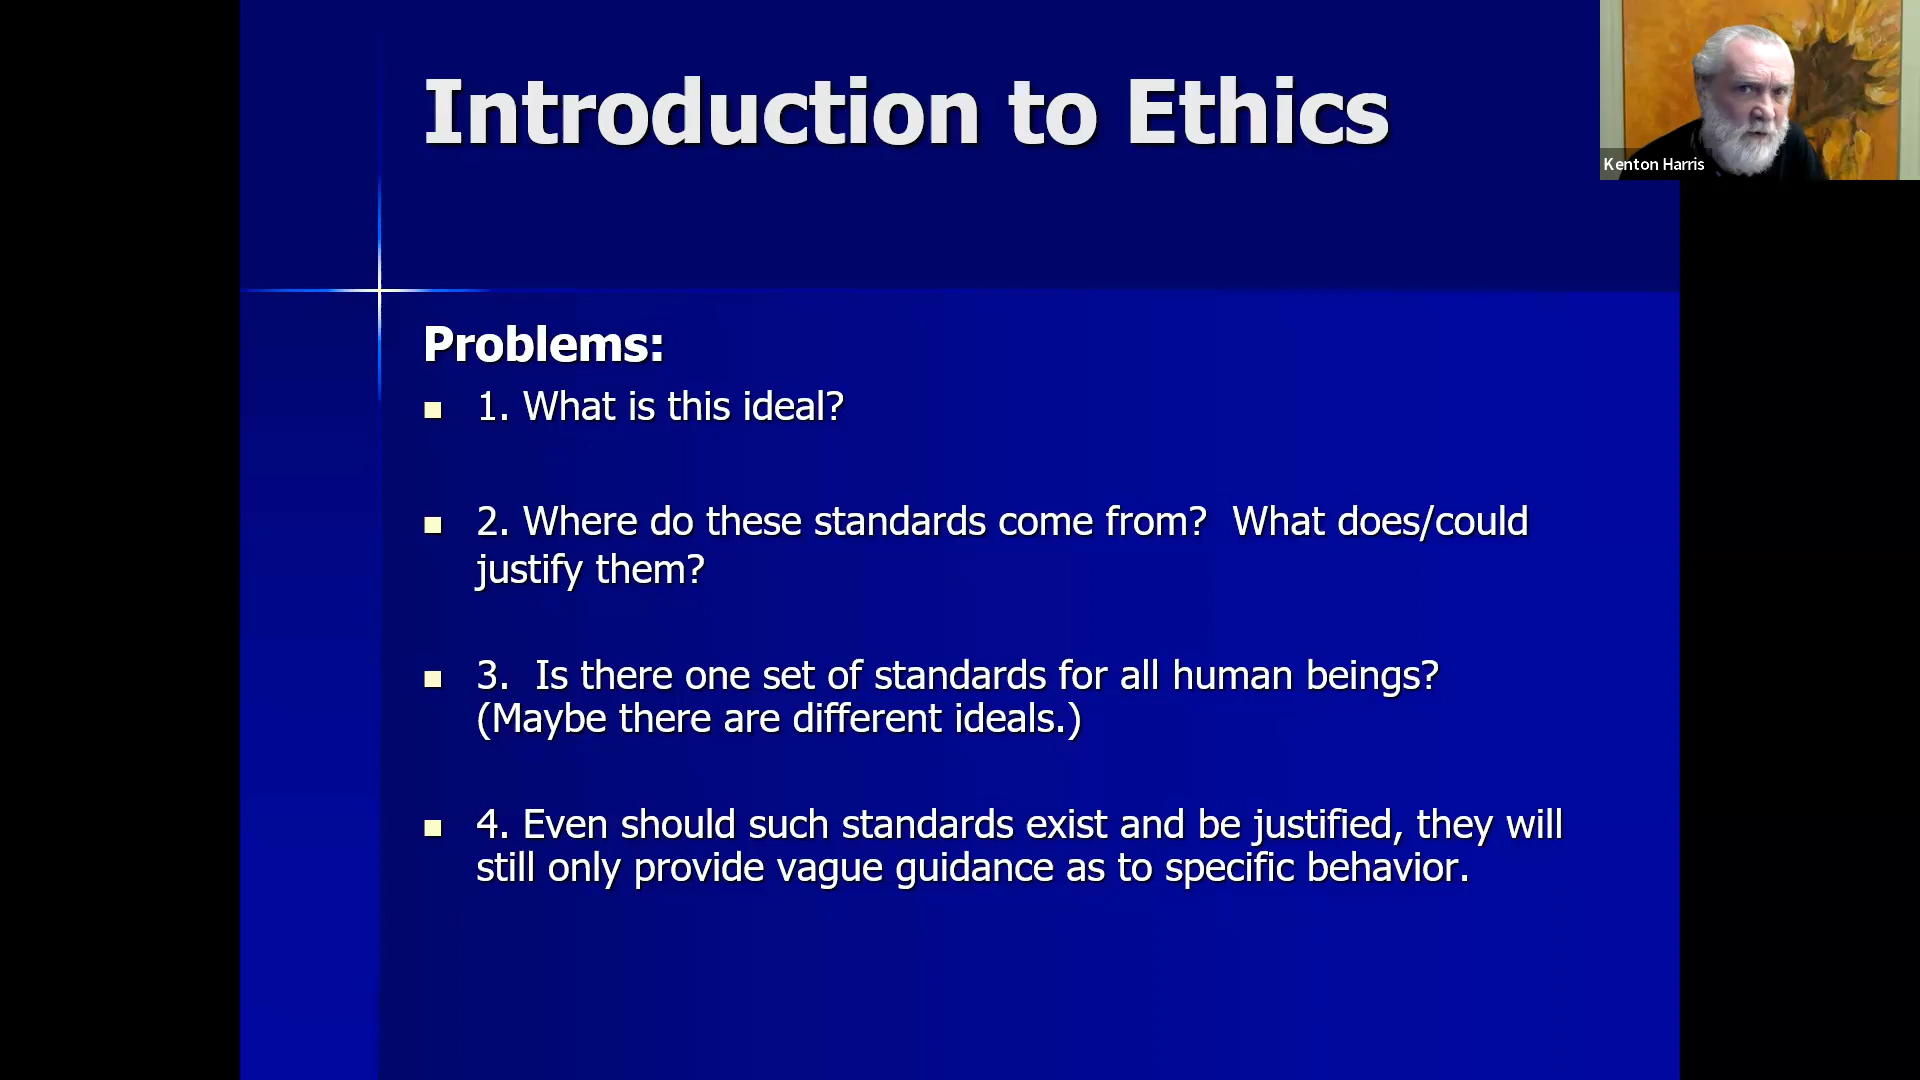 Introduction to Ethics
Kenton Harris
Problems:
1. What is this ideal?
2. Where do these standards come from?  What does/could
justify them?
3.  Is there one set of standards for all human beings?
(Maybe there are different ideals.)
4. Even should such standards exist and be justified, they will
still only provide vague guidance as to specific behavior.